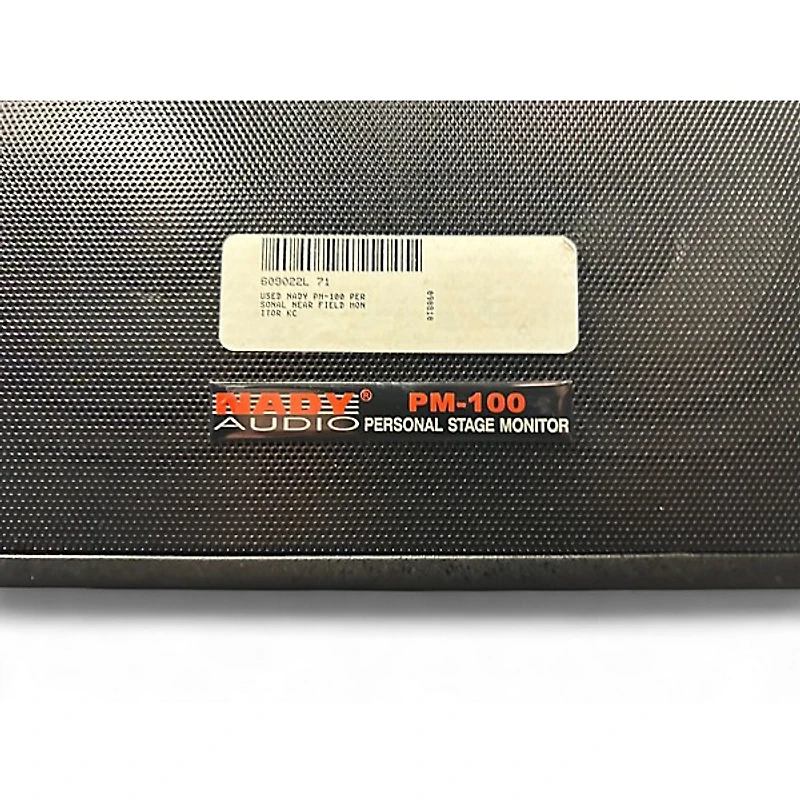 609022L 71
USED NADY PM-100 PER
SONAL NEAR FIELD MON
ITOR KC
NADY® PM-100
AUDIO PERSONAL STAGE MONITOR